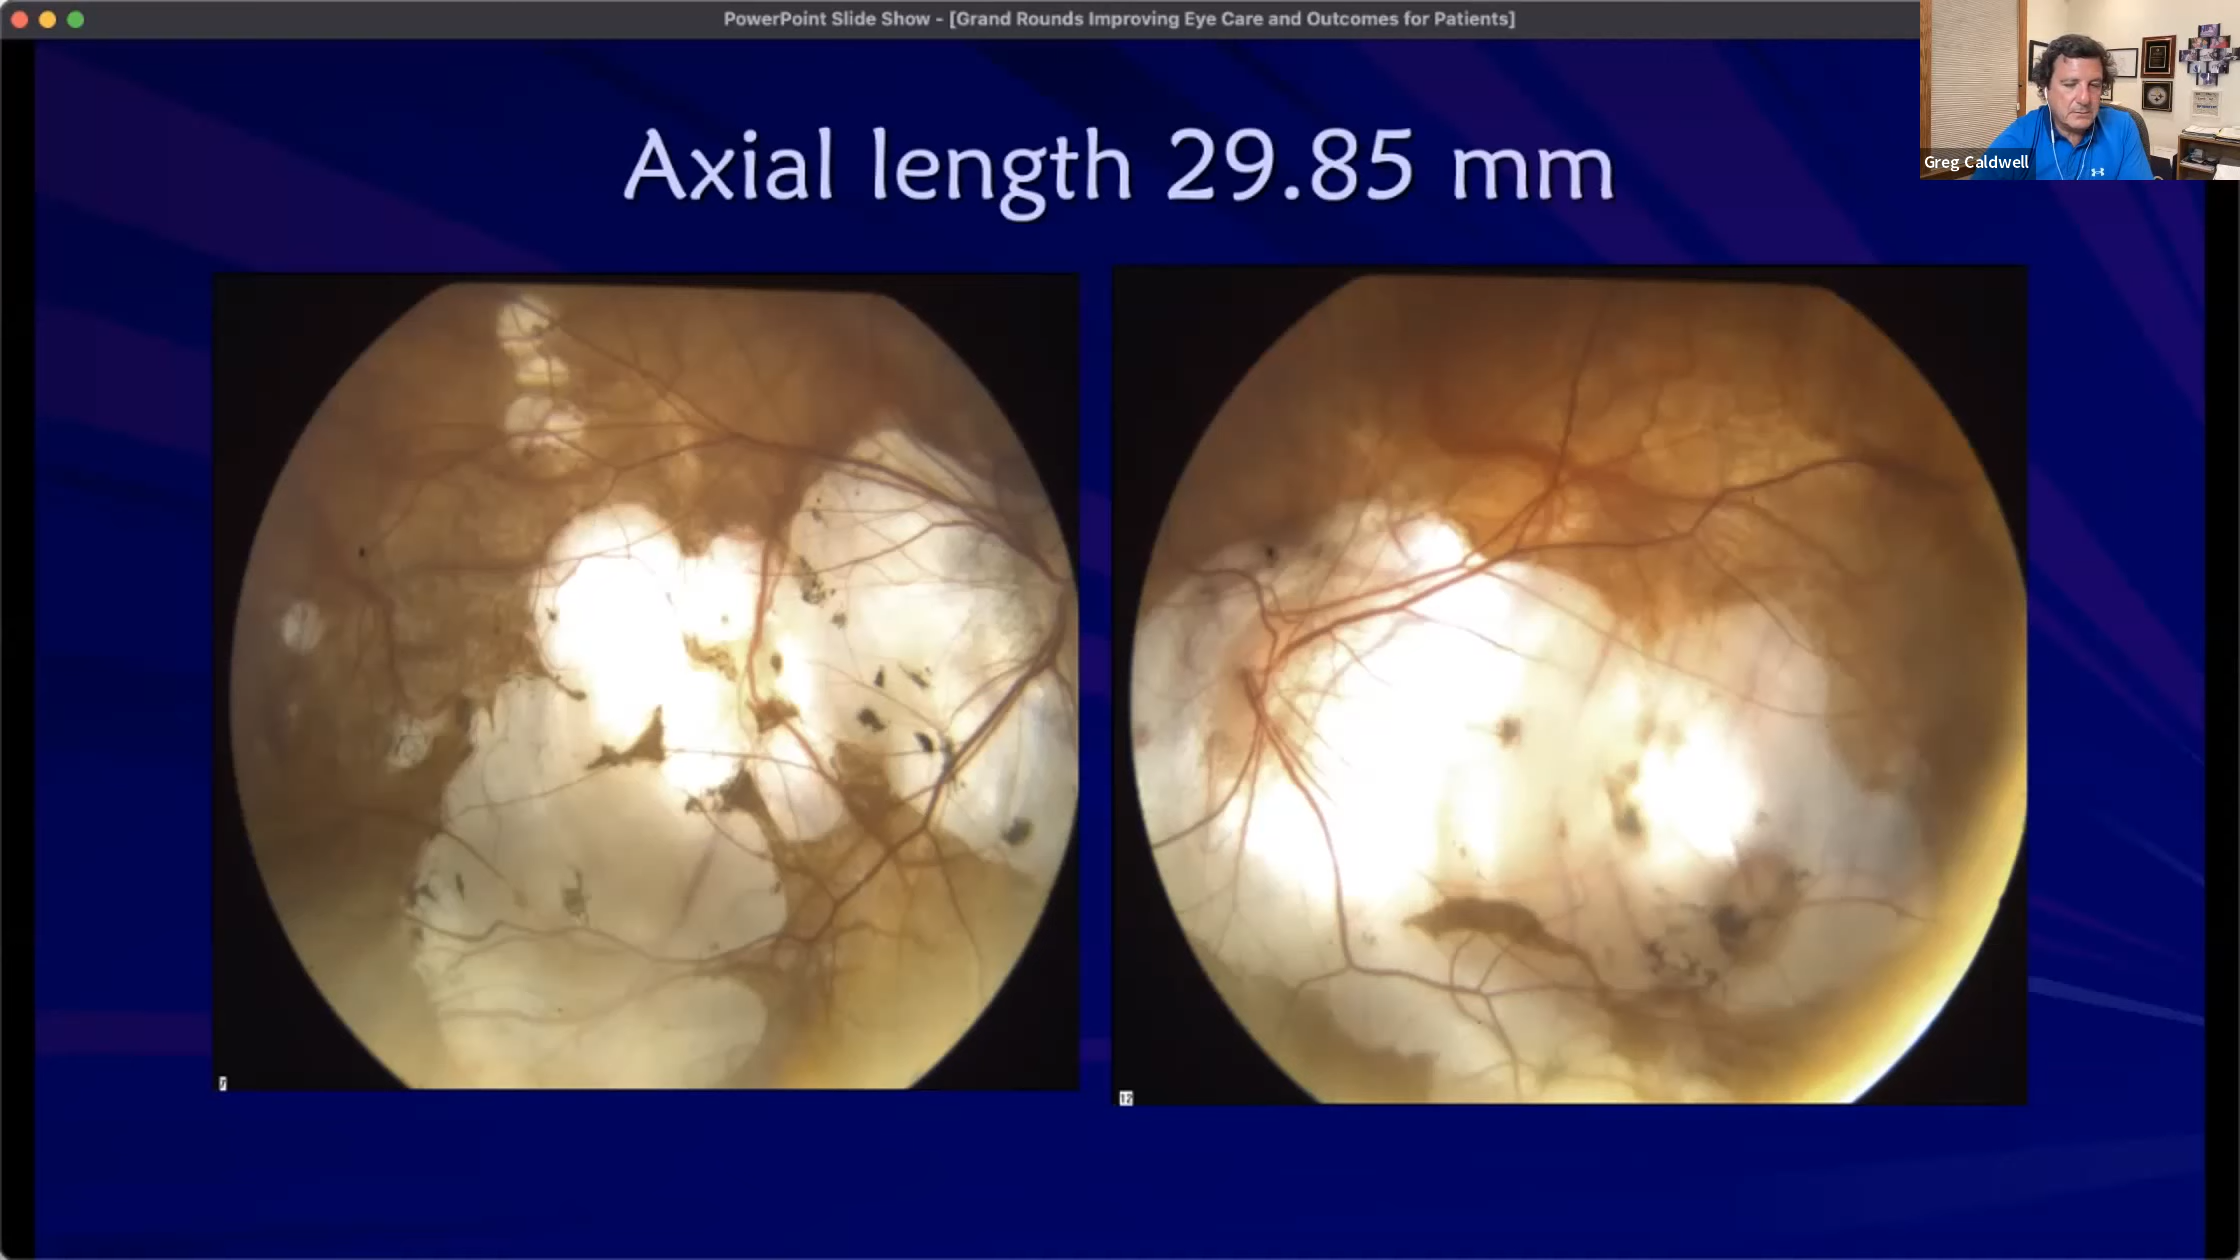 PowerPoint Slide Show - [Grand Rounds Improving Eye Care and Outcomes for Patients]
Greg Caldwell
Axial length 29.85 mm
12